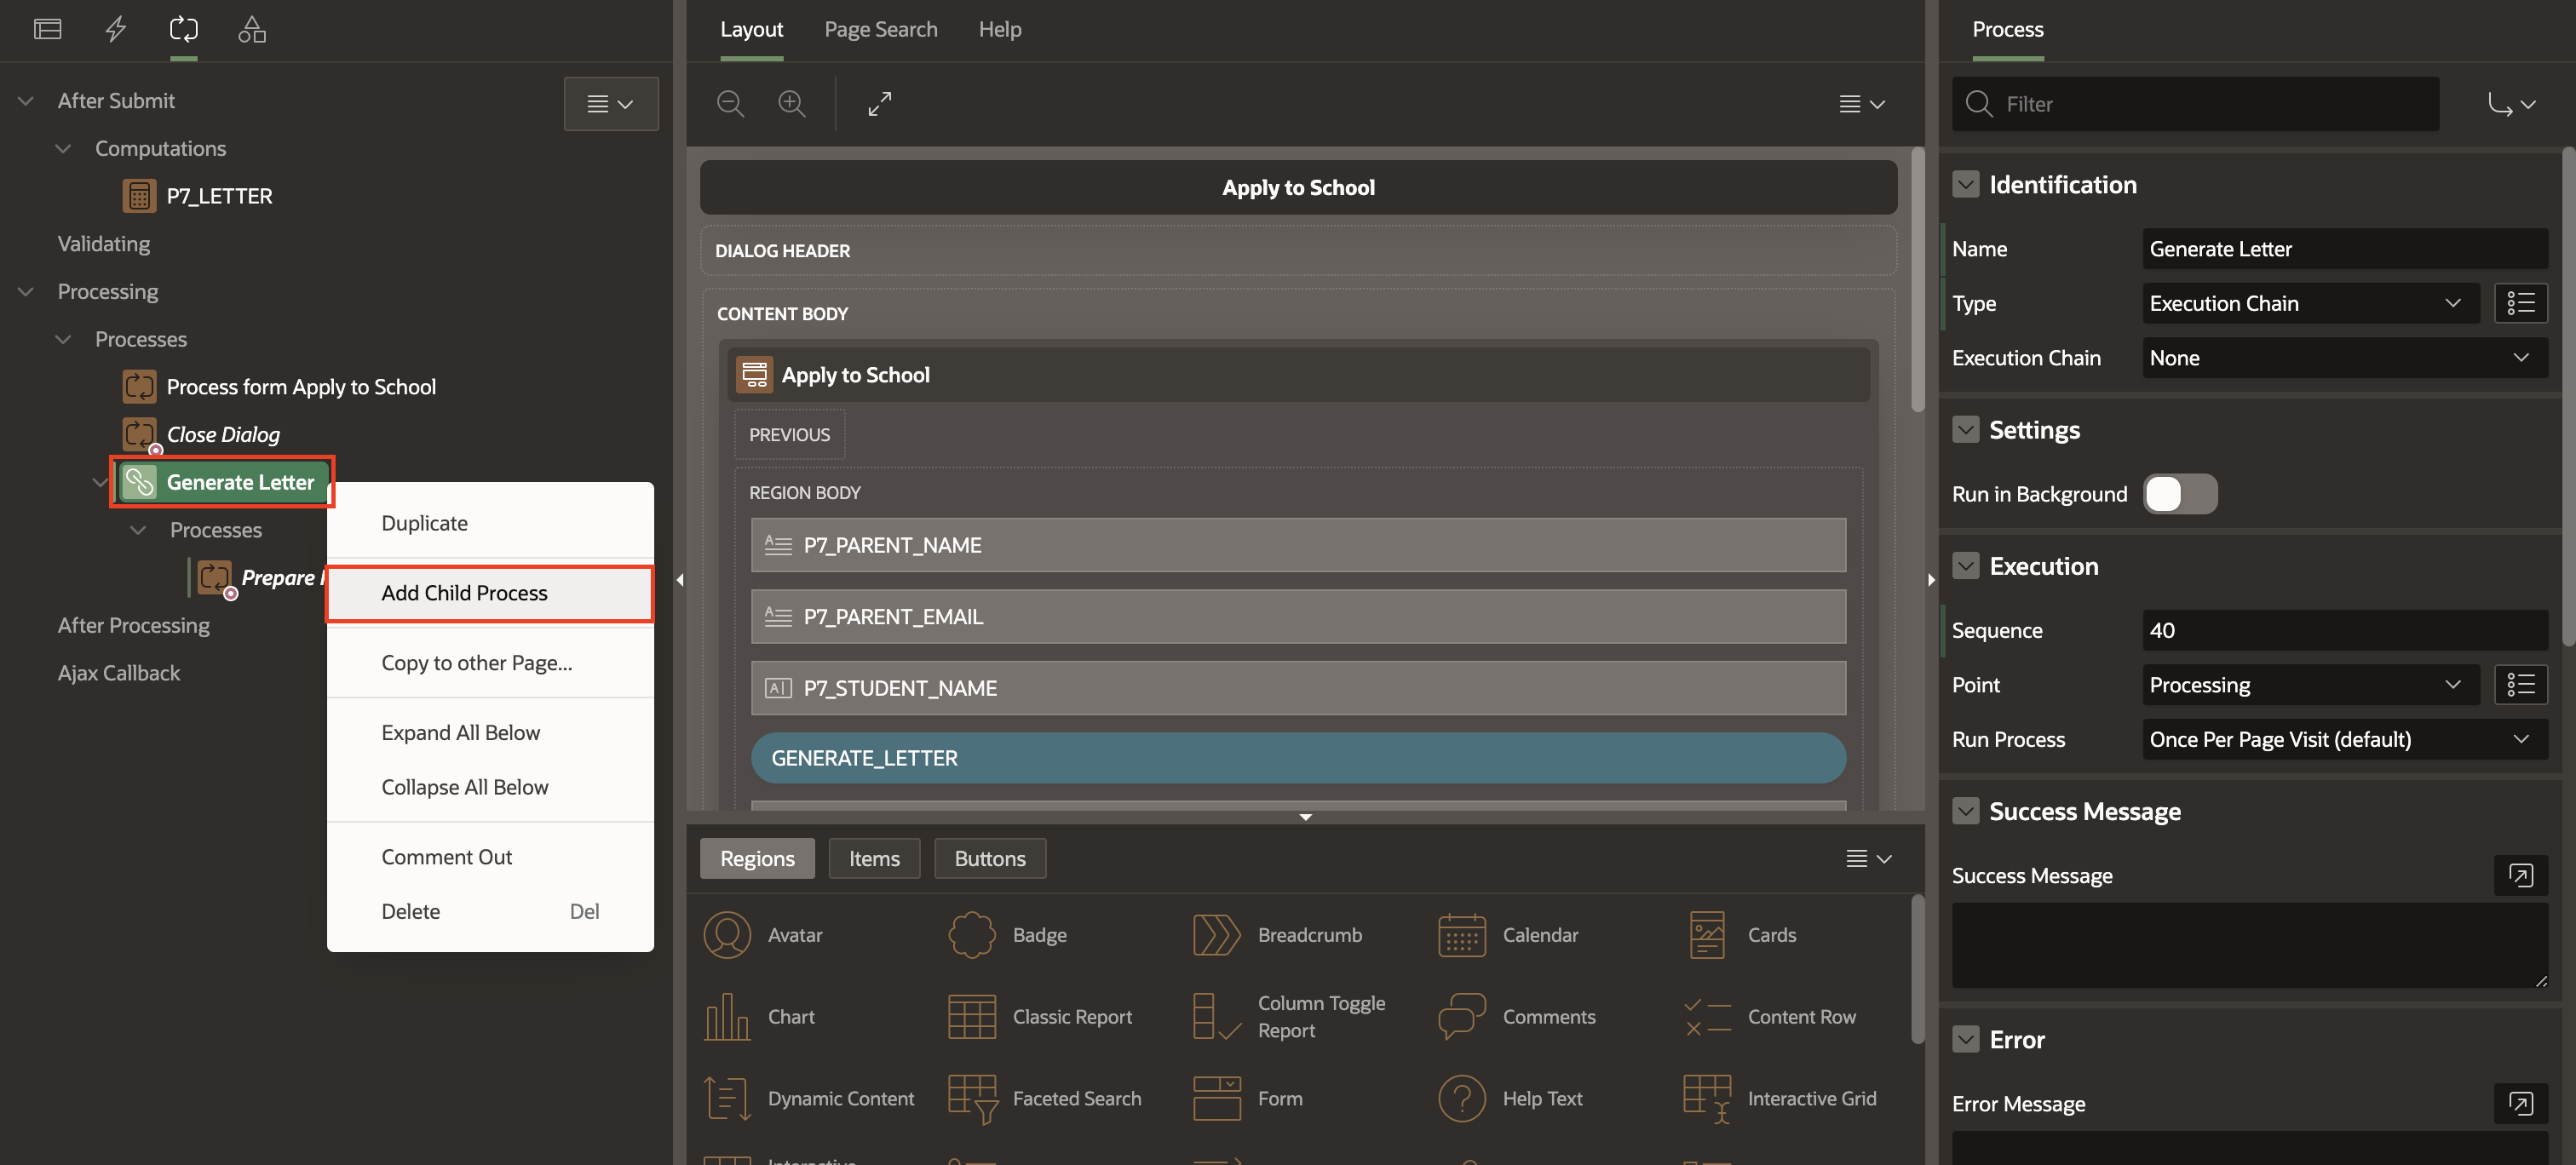 After Submit
Computations
P7_LETTER
Validating
Processing
Processes
Process form Apply to School
Close Dialog
Generate Letter
Processes
Prepare
After Processing
Ajax Callback
Duplicate
Add Child Process
Copy to other Page...
Expand All Below
Collapse All Below
Comment Out
Delete Del
Layout Page Search Help
Apply to School
DIALOG HEADER
CONTENT BODY
Apply to School
PREVIOUS
REGION BODY
P7_PARENT_NAME
P7_PARENT_EMAIL
P7_STUDENT_NAME
GENERATE_LETTER
Regions Items Buttons
Avatar Badge Breadcrumb Calendar Cards
Chart Classic Report Column Toggle Report Comments Content Row
Dynamic Content Faceted Search Form Help Text Interactive Grid
Process
Filter
Identification
Name Generate Letter
Type Execution Chain
Execution Chain None
Settings
Run in Background
Execution
Sequence 40
Point Processing
Run Process Once Per Page Visit (default)
Success Message
Success Message
Error
Error Message